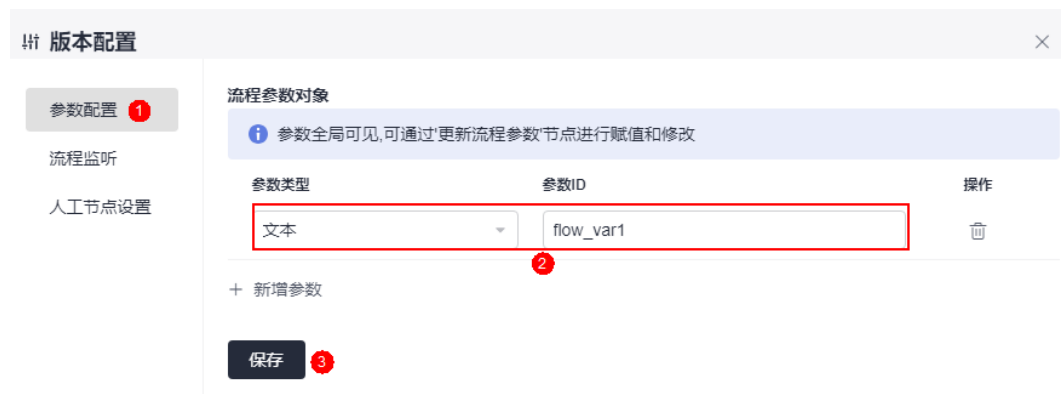 版本配置
参数配置 1
流程监听
人工节点设置
流程参数对象
参数全局可见,可通过'更新流程参数'节点进行赋值和修改
参数类型 参数ID 操作
文本 flow_var1
2
+ 新增参数
保存 3